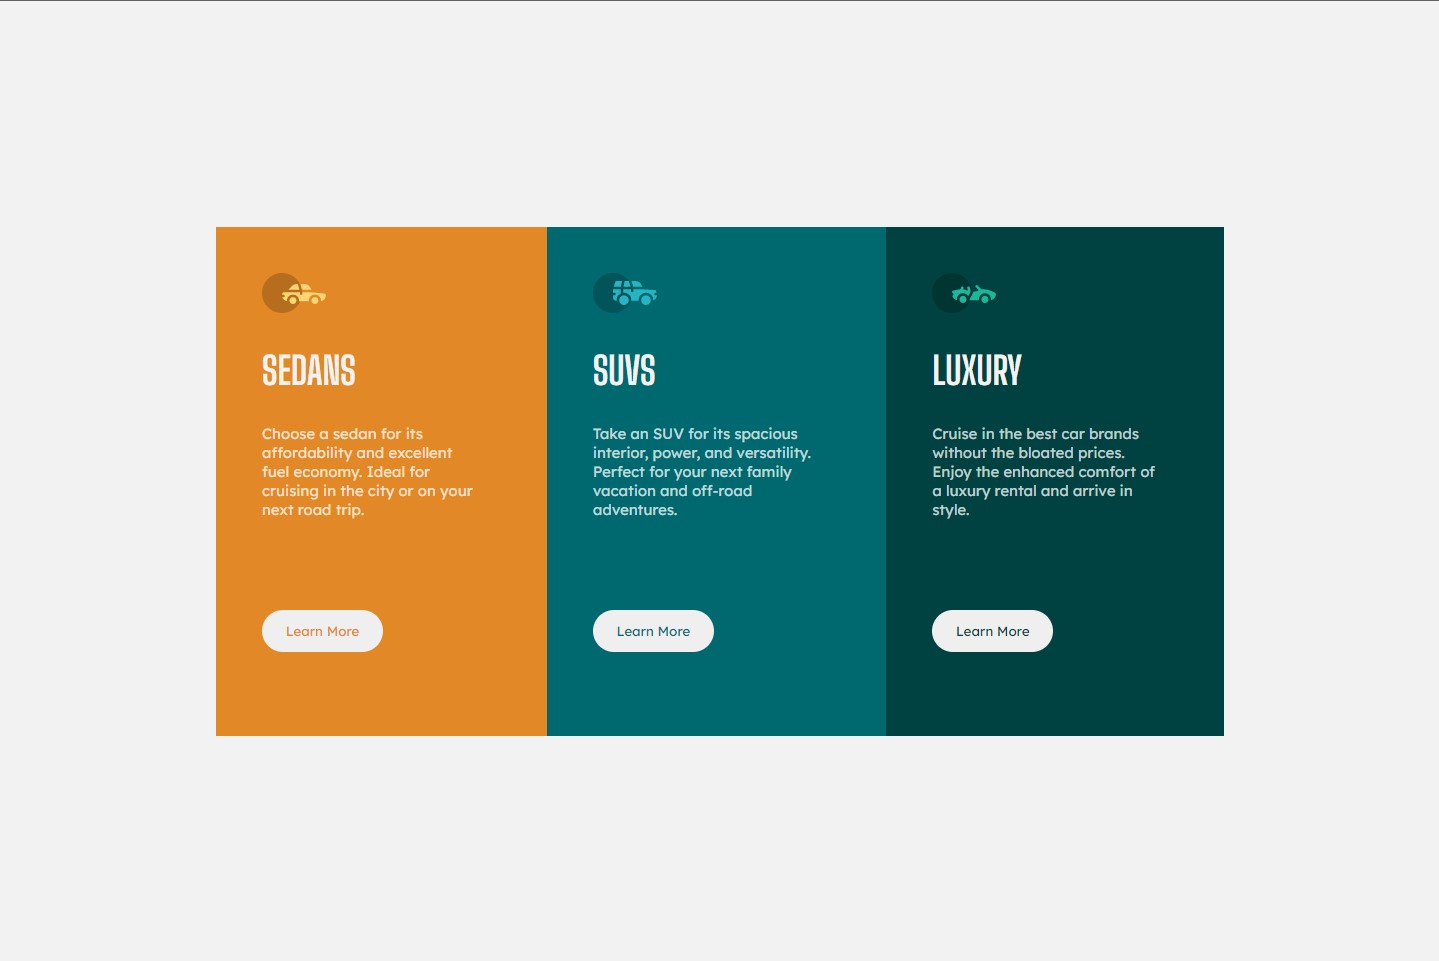 SEDANS
Choose a sedan for its
affordability and excellent
fuel economy. Ideal for
cruising in the city or on your
next road trip.
Learn More
SUVS
Take an SUV for its spacious
interior, power, and versatility.
Perfect for your next family
vacation and off-road
adventures.
Learn More
LUXURY
Cruise in the best car brands
without the bloated prices.
Enjoy the enhanced comfort of
a luxury rental and arrive in
style.
Learn More